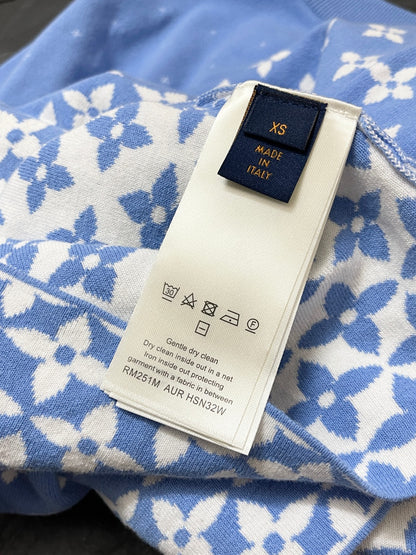 XS
MADE
IN
ITALY
30 F
Gentle dry clean
Dry clean inside out in a net
Iron inside out protecting
garment with a fabric in between
RM251M AUR HSN32W